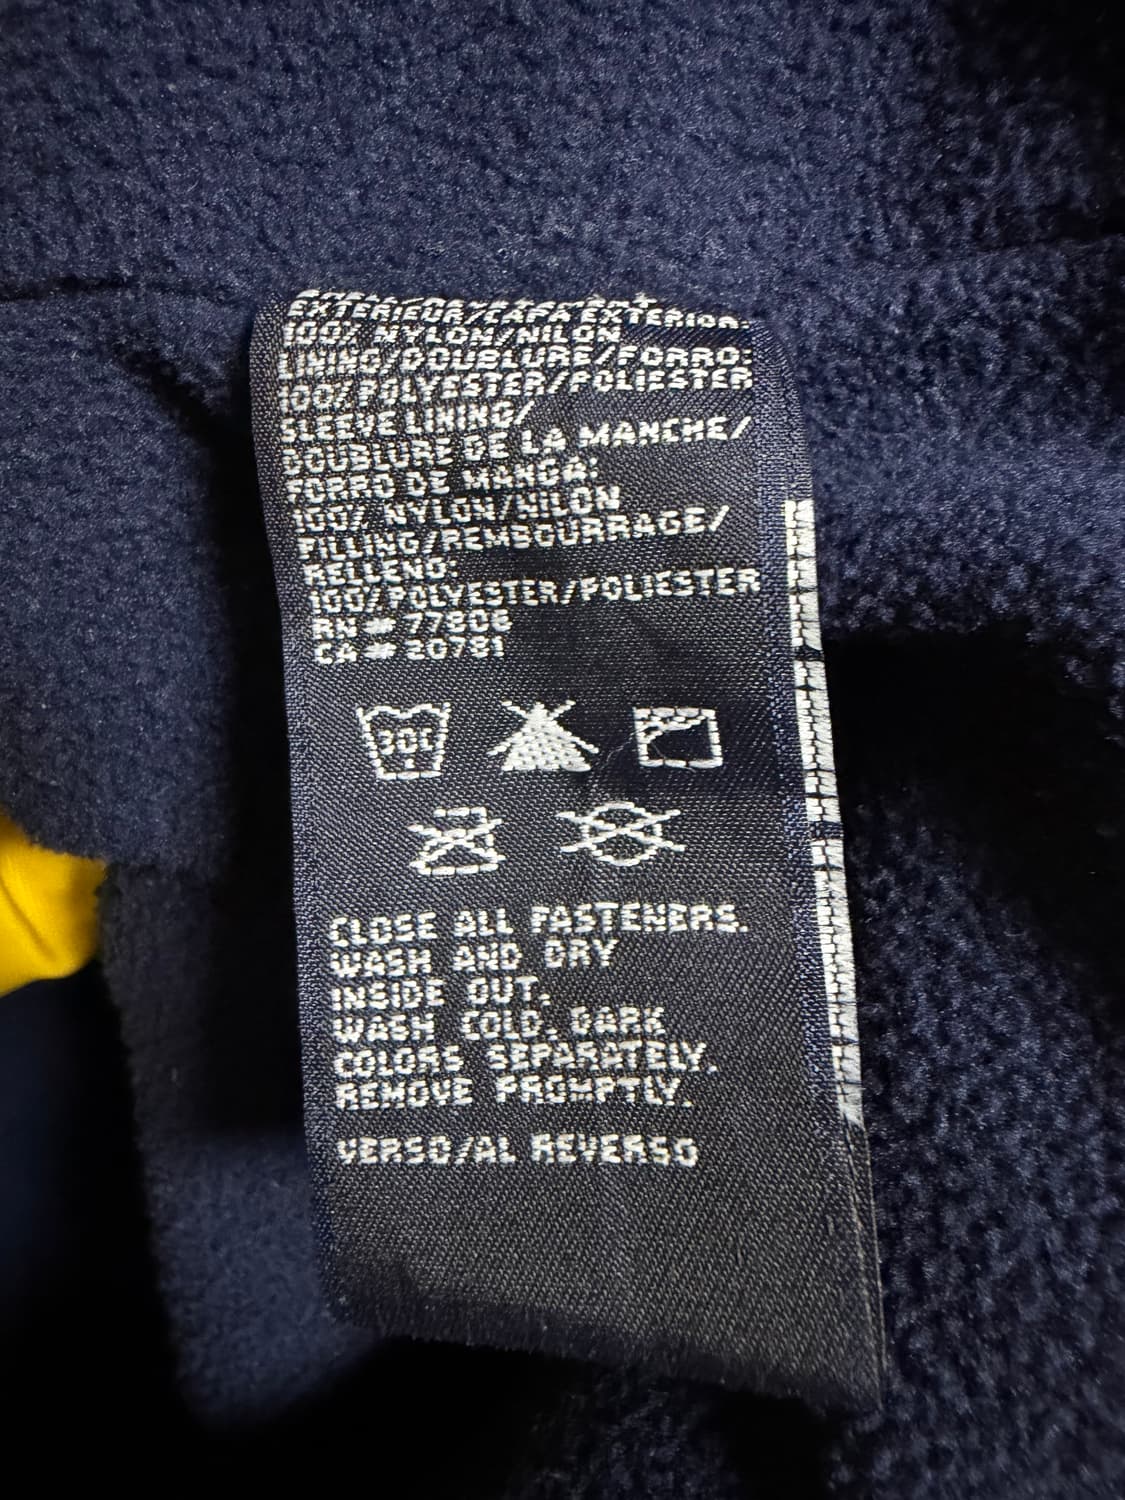 EXTERIEUR/CAPA EXTERIOR:
100% NYLON/NILON
LINING/DOUBLURE/FORRO:
100% POLYESTER/POLIESTER
SLEEVE LINING/
DOUBLURE DE LA MANCHE/
FORRO DE MANGA:
100% NYLON/NILON
FILLING/REMBOURRAGE/
RELLENO:
100% POLYESTER/POLIESTER
RN # 77806
CA # 20781
30C
CLOSE ALL FASTENERS.
WASH AND DRY
INSIDE OUT.
WASH COLD. DARK
COLORS SEPARATELY.
REMOVE PROMPTLY.
VERSO/AL REVERSO